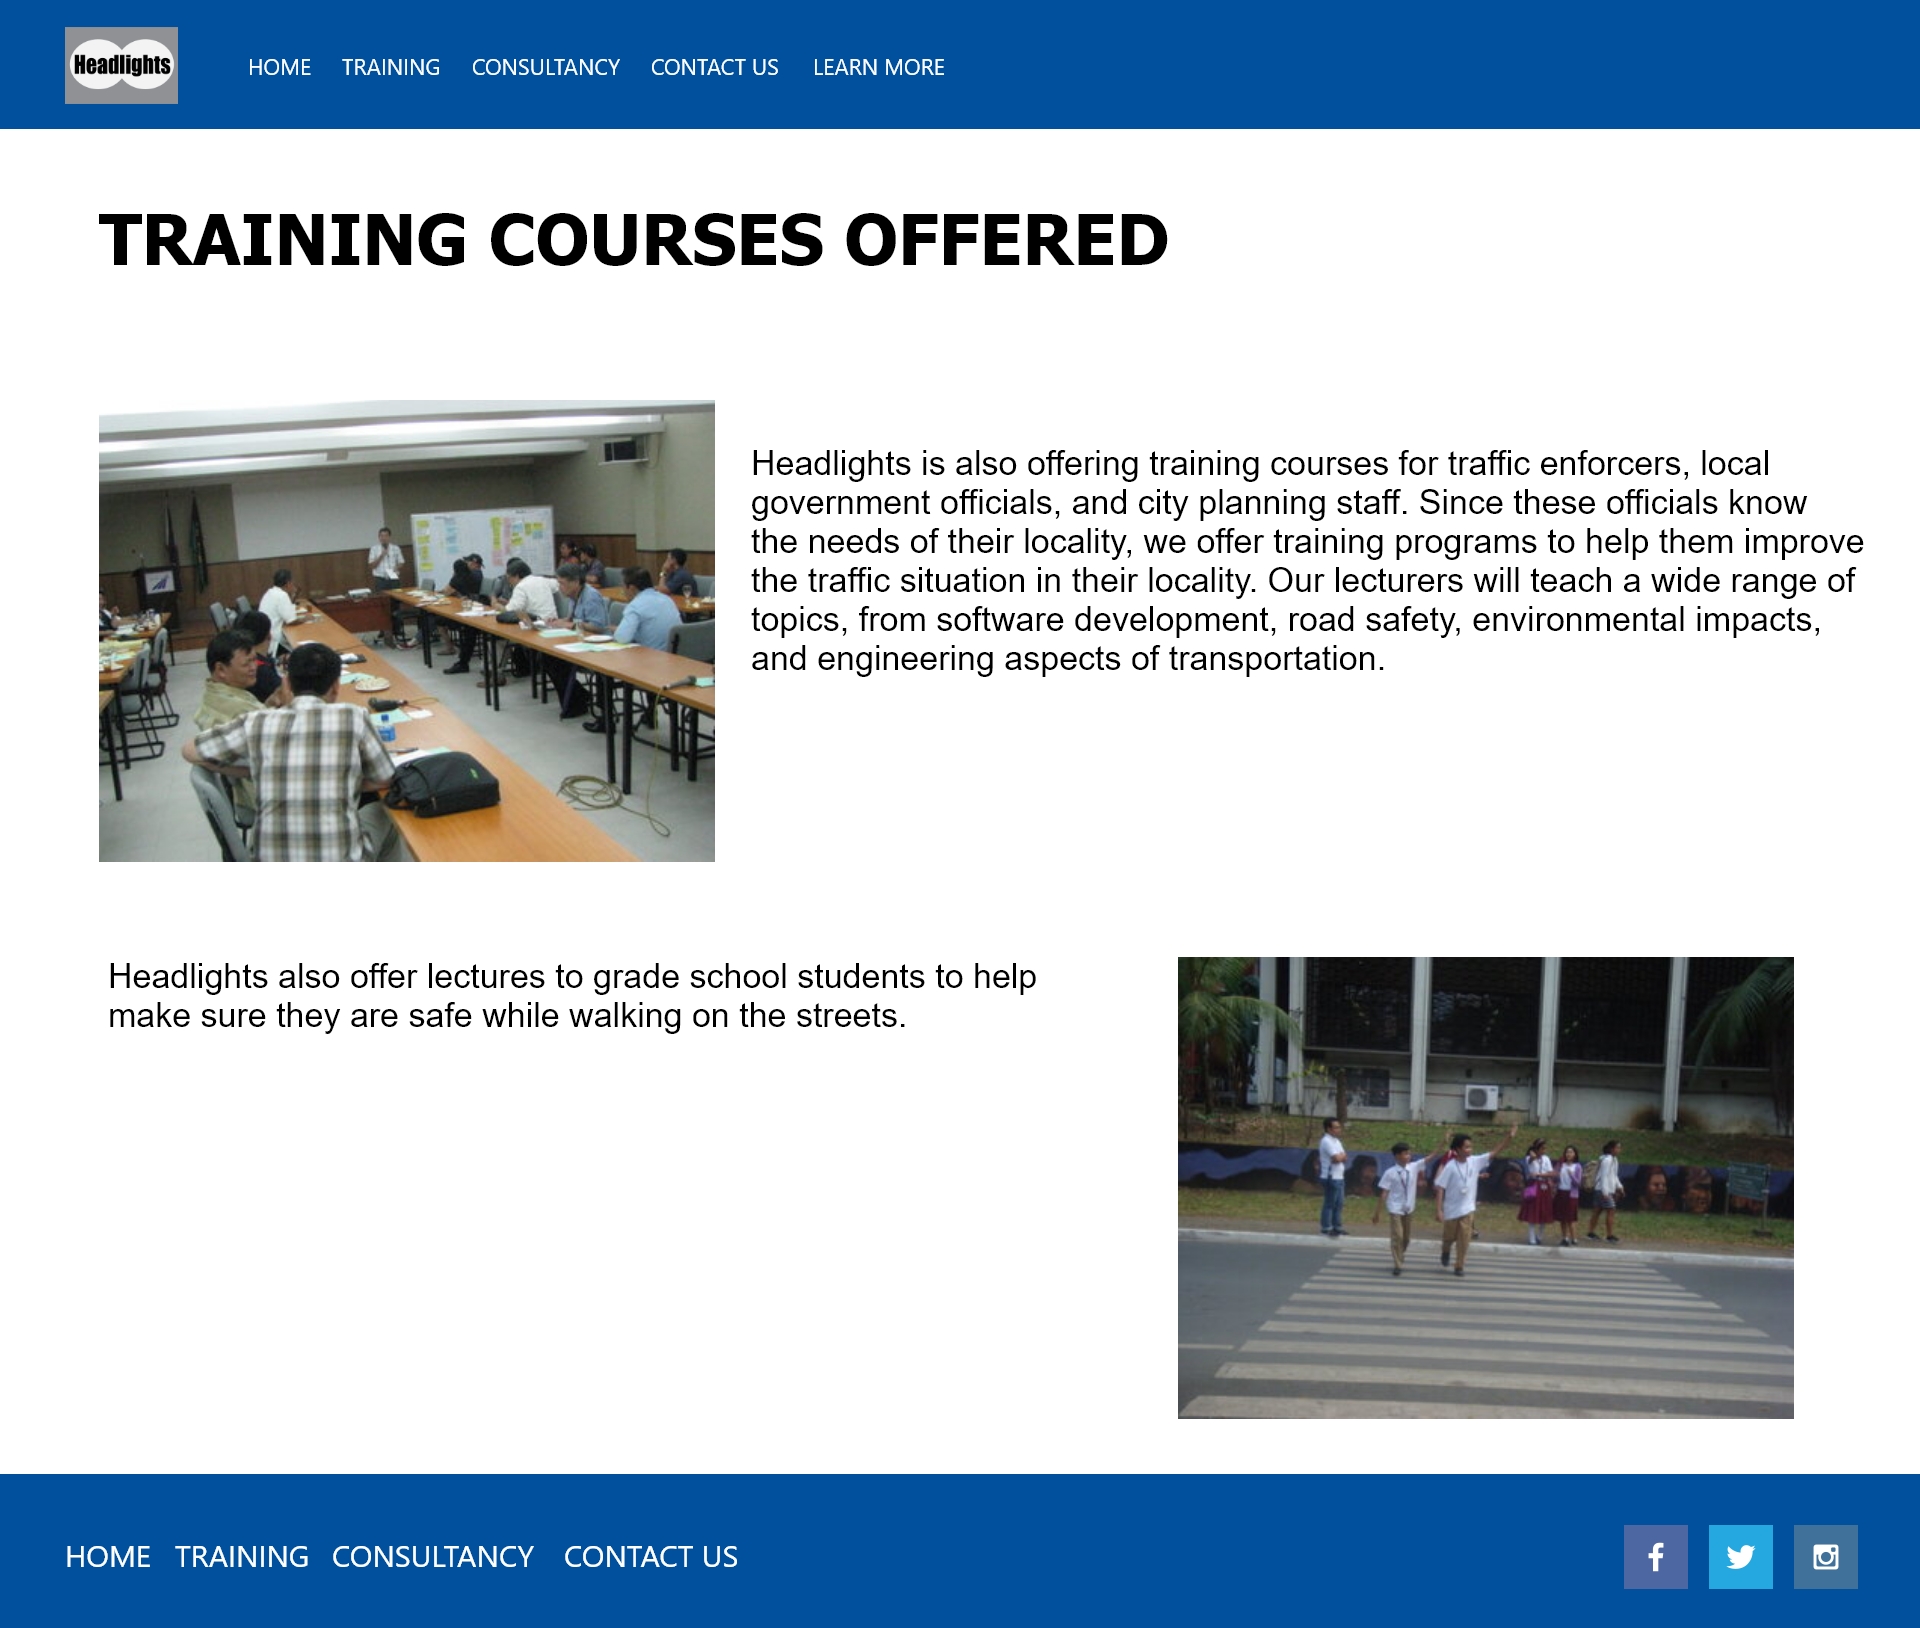 Headlights
HOME TRAINING CONSULTANCY CONTACT US LEARN MORE
TRAINING COURSES OFFERED
Headlights is also offering training courses for traffic enforcers, local
government officials, and city planning staff. Since these officials know
the needs of their locality, we offer training programs to help them improve
the traffic situation in their locality. Our lecturers will teach a wide range of
topics, from software development, road safety, environmental impacts,
and engineering aspects of transportation.
Headlights also offer lectures to grade school students to help
make sure they are safe while walking on the streets.
HOME TRAINING CONSULTANCY CONTACT US